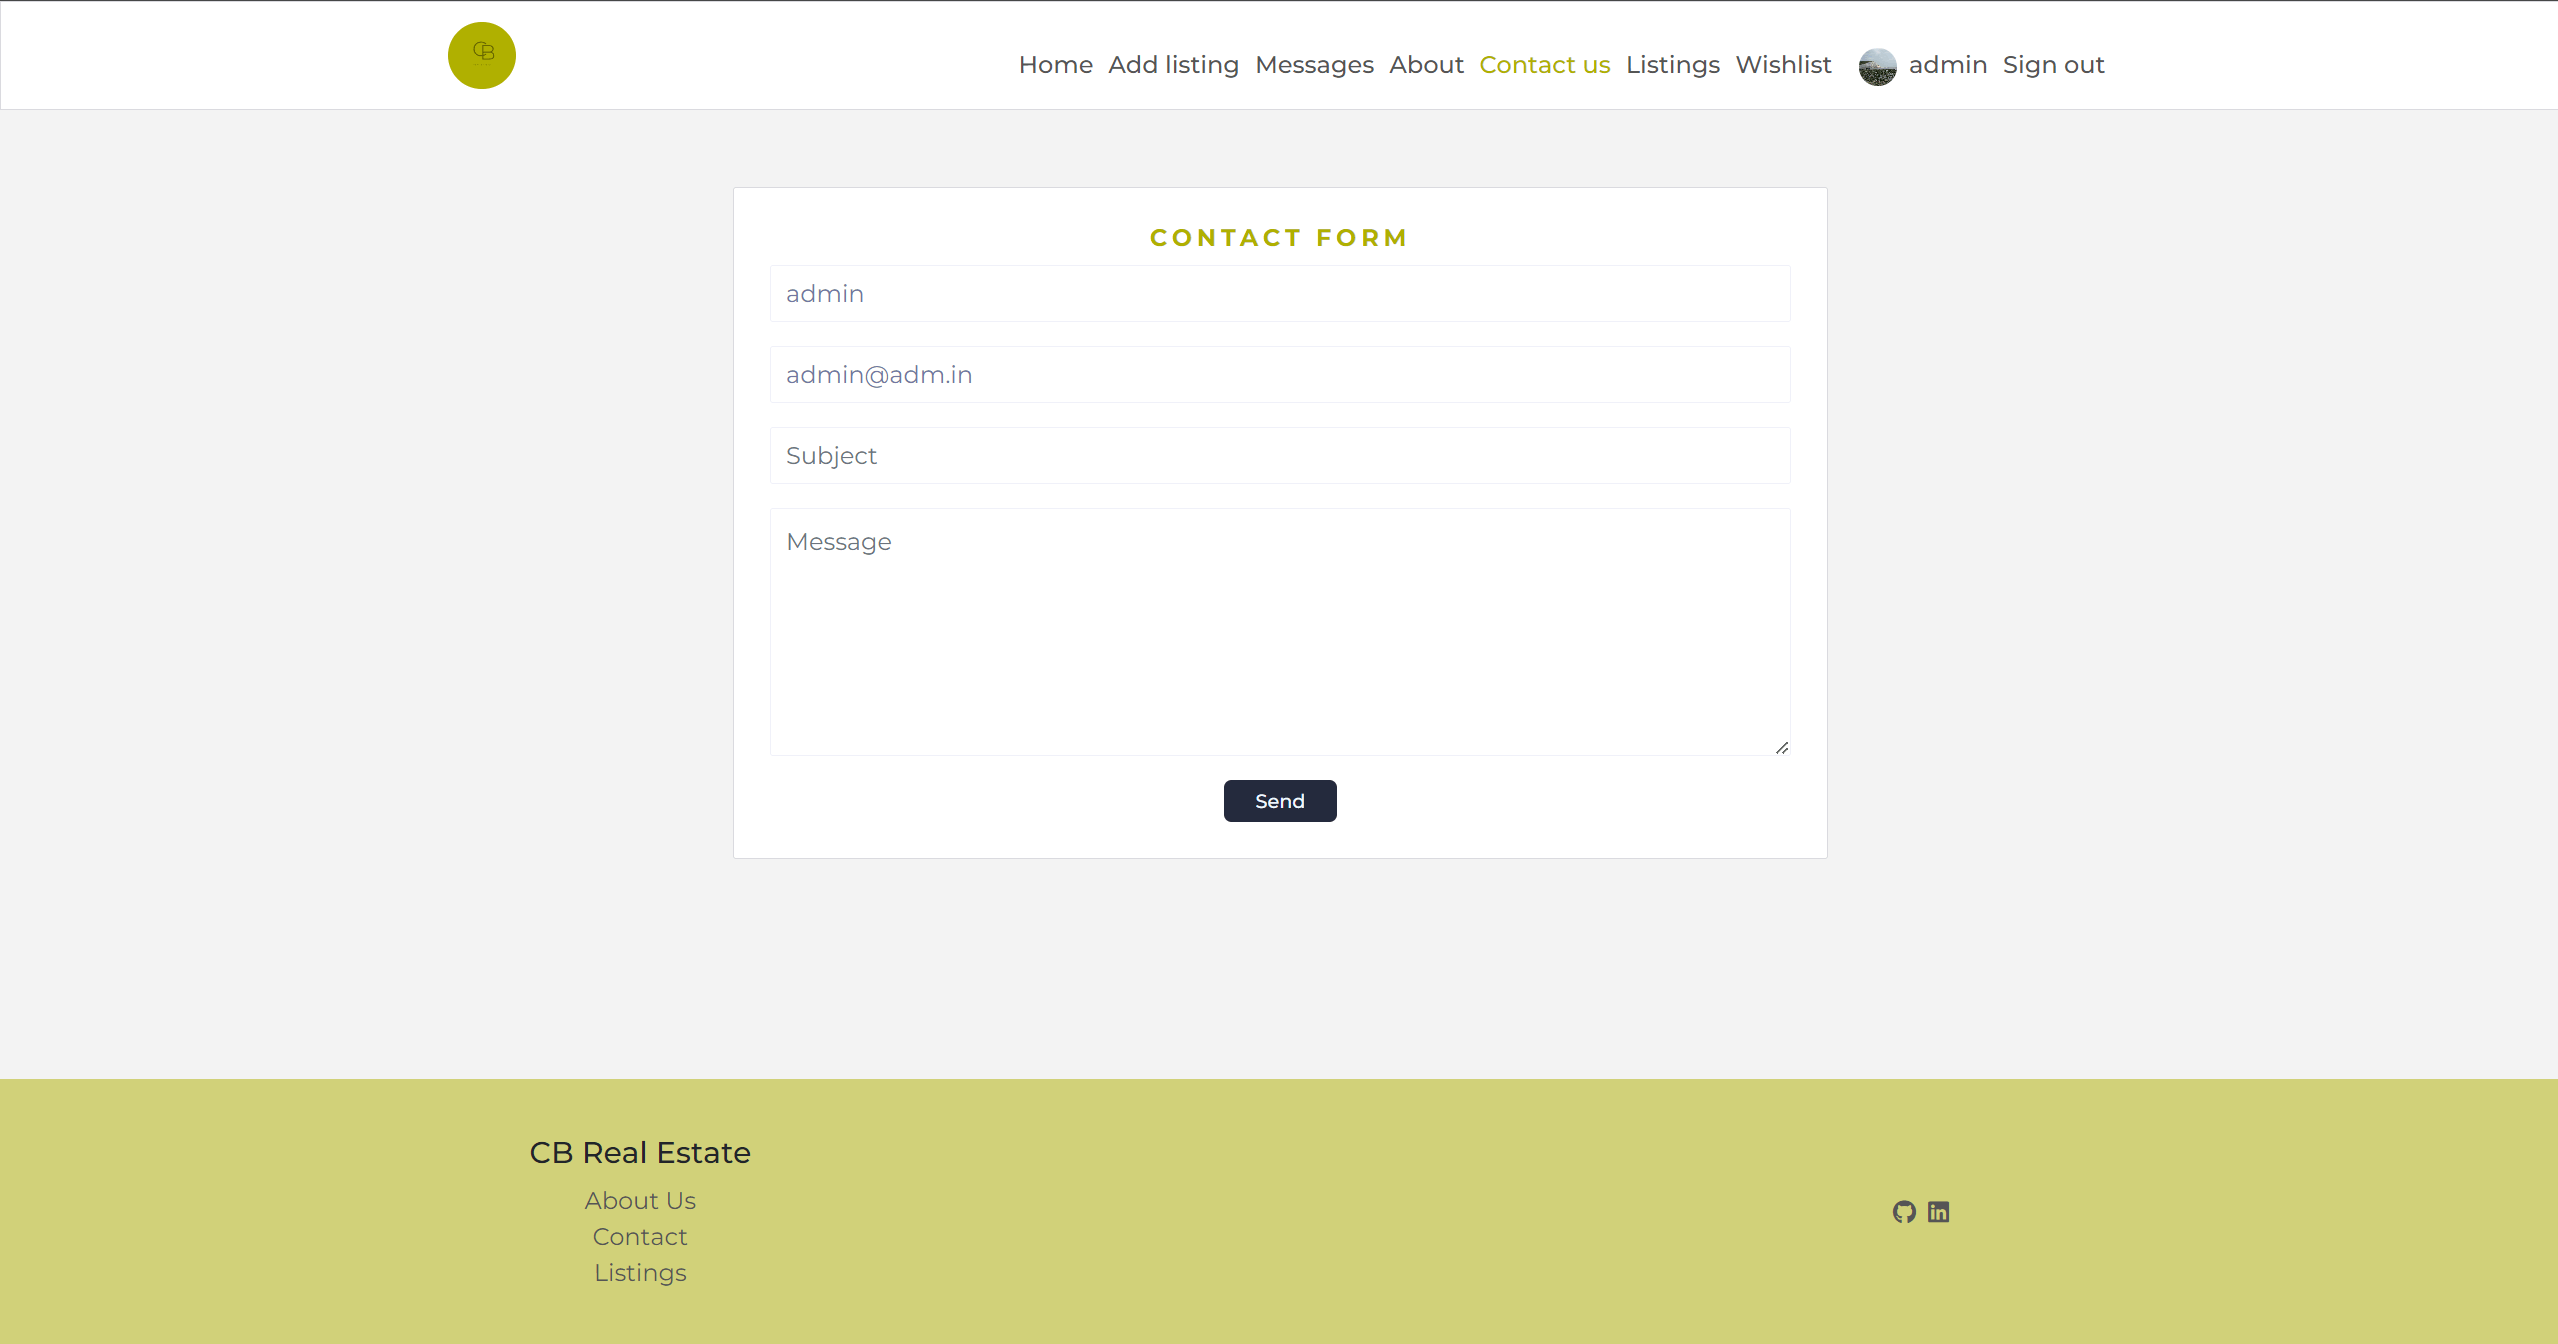 CB
Home Add listing Messages About Contact us Listings Wishlist admin Sign out
CONTACT FORM
admin
admin@adm.in
Subject
Message
Send
CB Real Estate
About Us
Contact
Listings
in